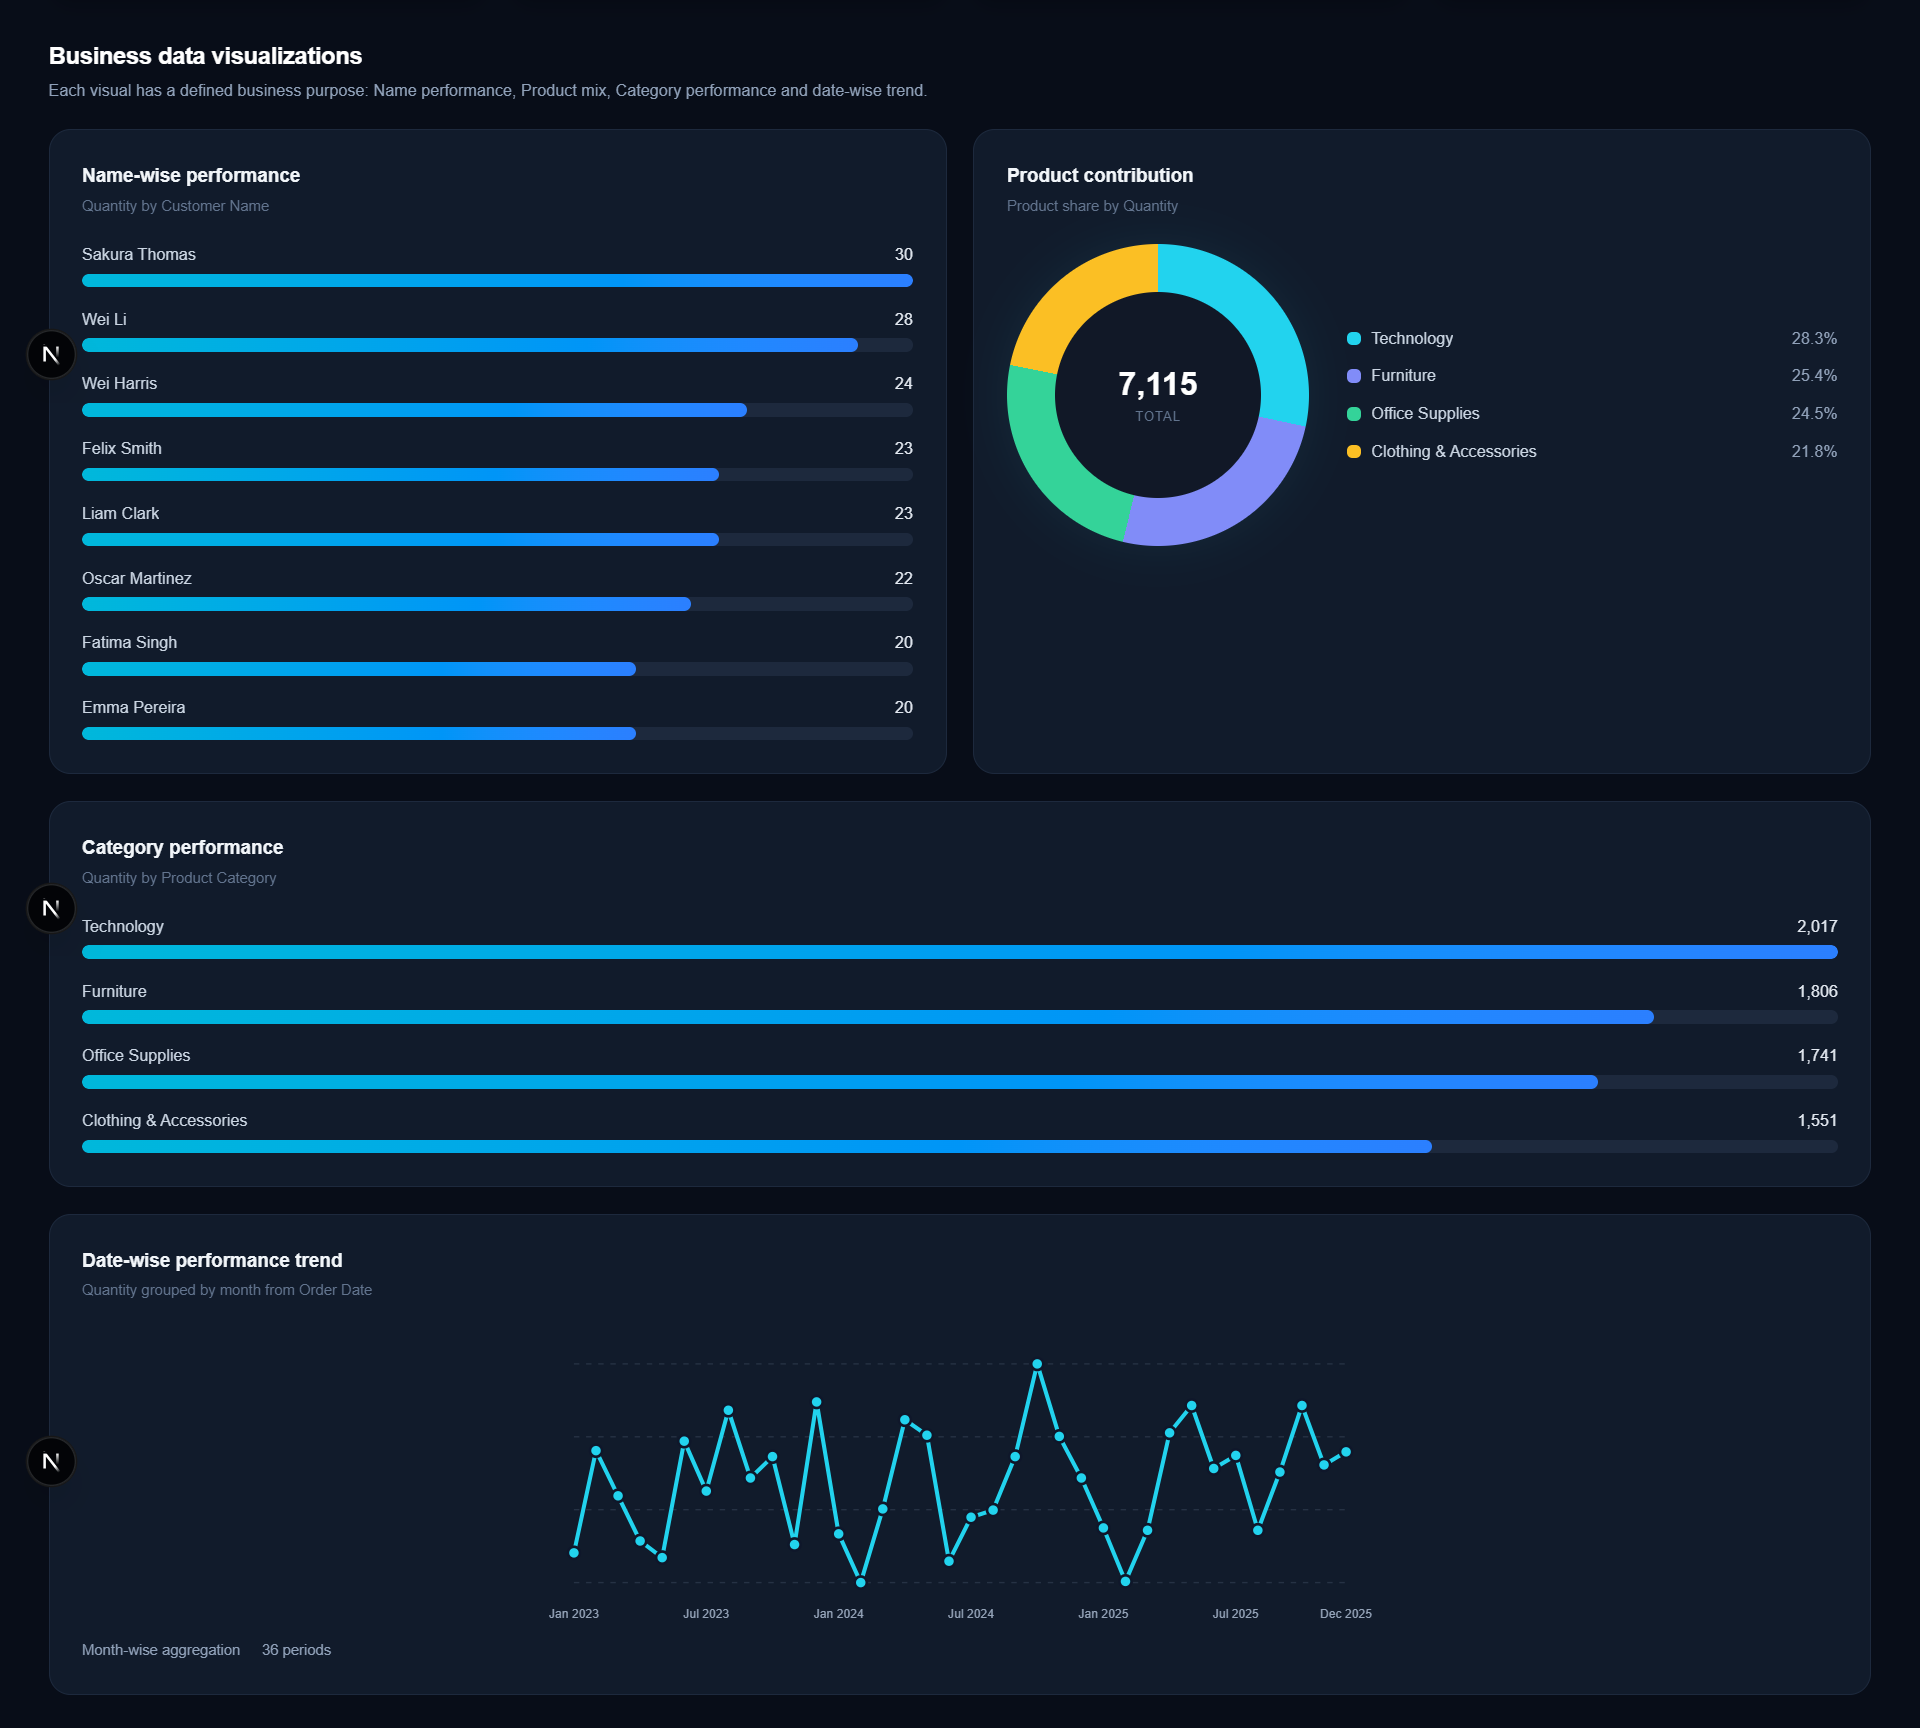 Business data visualizations
Each visual has a defined business purpose: Name performance, Product mix, Category performance and date-wise trend.
Name-wise performance
Quantity by Customer Name
Sakura Thomas 30
Wei Li 28
Wei Harris 24
Felix Smith 23
Liam Clark 23
Oscar Martinez 22
Fatima Singh 20
Emma Pereira 20
Product contribution
Product share by Quantity
7,115
TOTAL
Technology 28.3%
Furniture 25.4%
Office Supplies 24.5%
Clothing & Accessories 21.8%
N
Category performance
Quantity by Product Category
Technology 2,017
Furniture 1,806
Office Supplies 1,741
Clothing & Accessories 1,551
N
Date-wise performance trend
Quantity grouped by month from Order Date
Jan 2023 Jul 2023 Jan 2024 Jul 2024 Jan 2025 Jul 2025 Dec 2025
Month-wise aggregation 36 periods
N